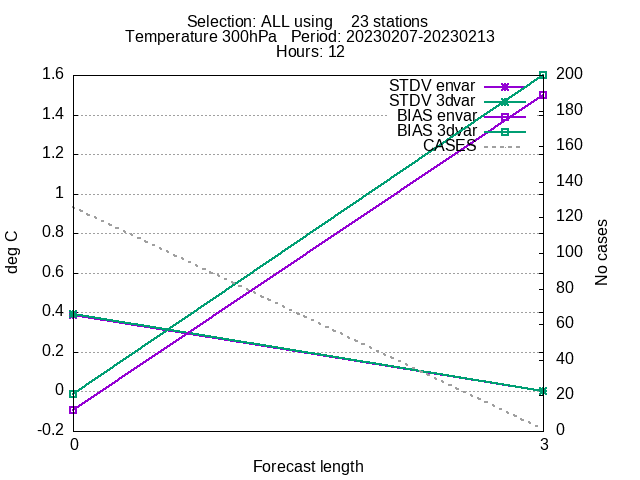 Selection: ALL using 23 stations
Temperature 300hPa Period: 20230207-20230213
Hours: 12
STDV envar
STDV 3dvar
BIAS envar
BIAS 3dvar
CASES
1.6
1.4
1.2
1
0.8
0.6
0.4
0.2
0
-0.2
deg C
200
180
160
140
120
100
80
60
40
20
0
No cases
0 3
Forecast length